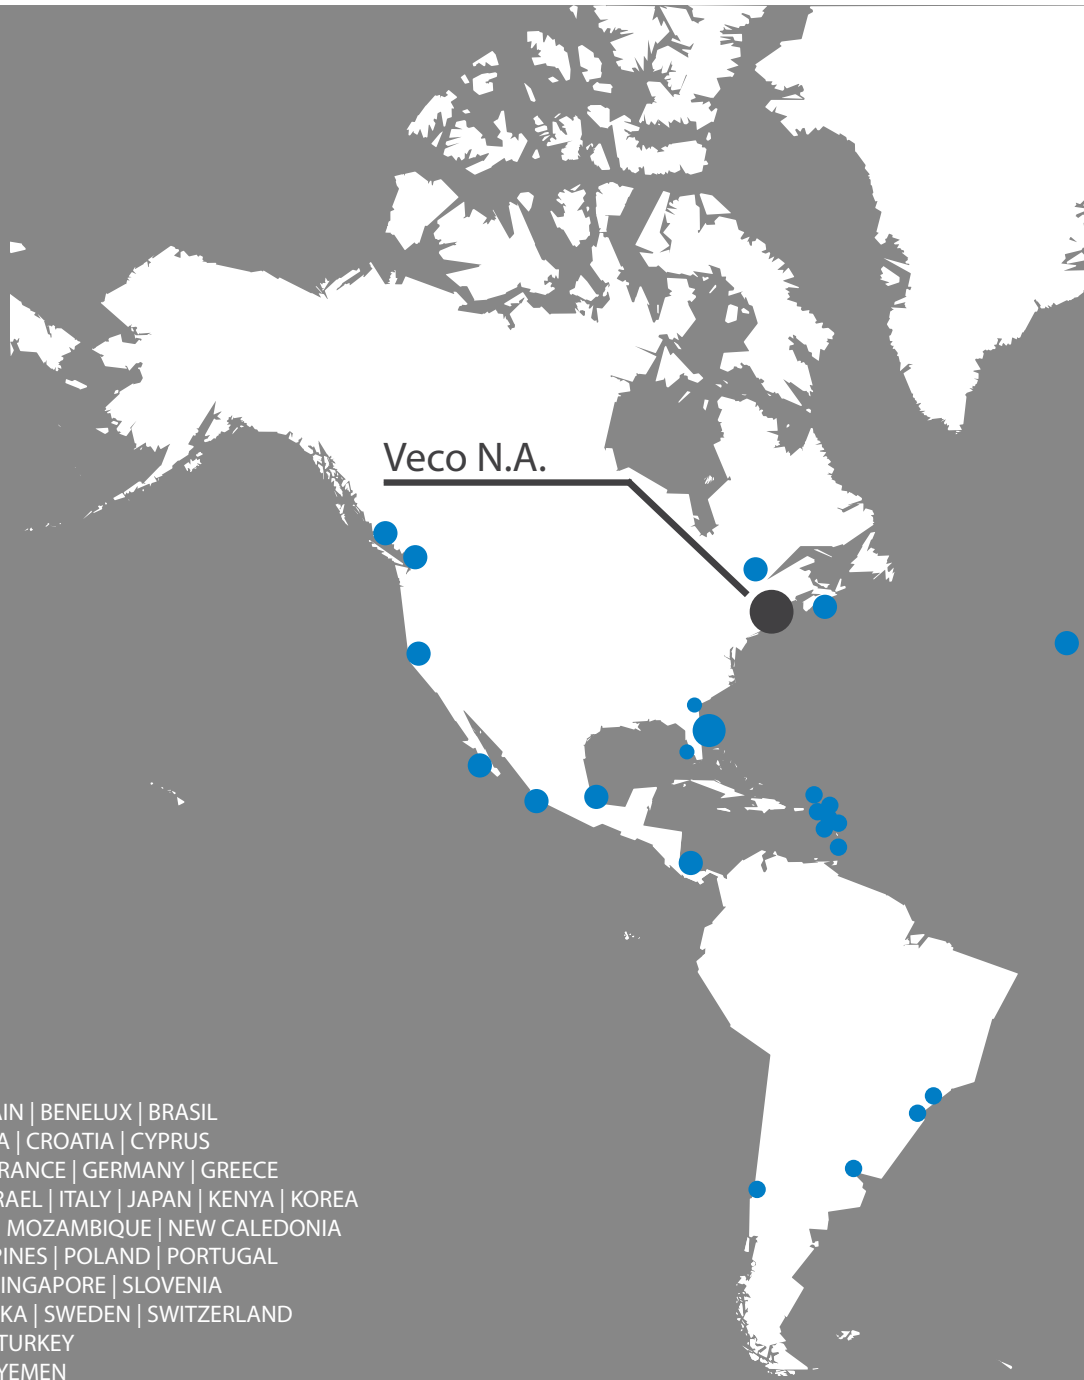 Veco N.A.
AIN | BENELUX | BRASIL
A | CROATIA | CYPRUS
RANCE | GERMANY | GREECE
RAEL | ITALY | JAPAN | KENYA | KOREA
MOZAMBIQUE | NEW CALEDONIA
PINES | POLAND | PORTUGAL
INGAPORE | SLOVENIA
KA | SWEDEN | SWITZERLAND
TURKEY
YEMEN